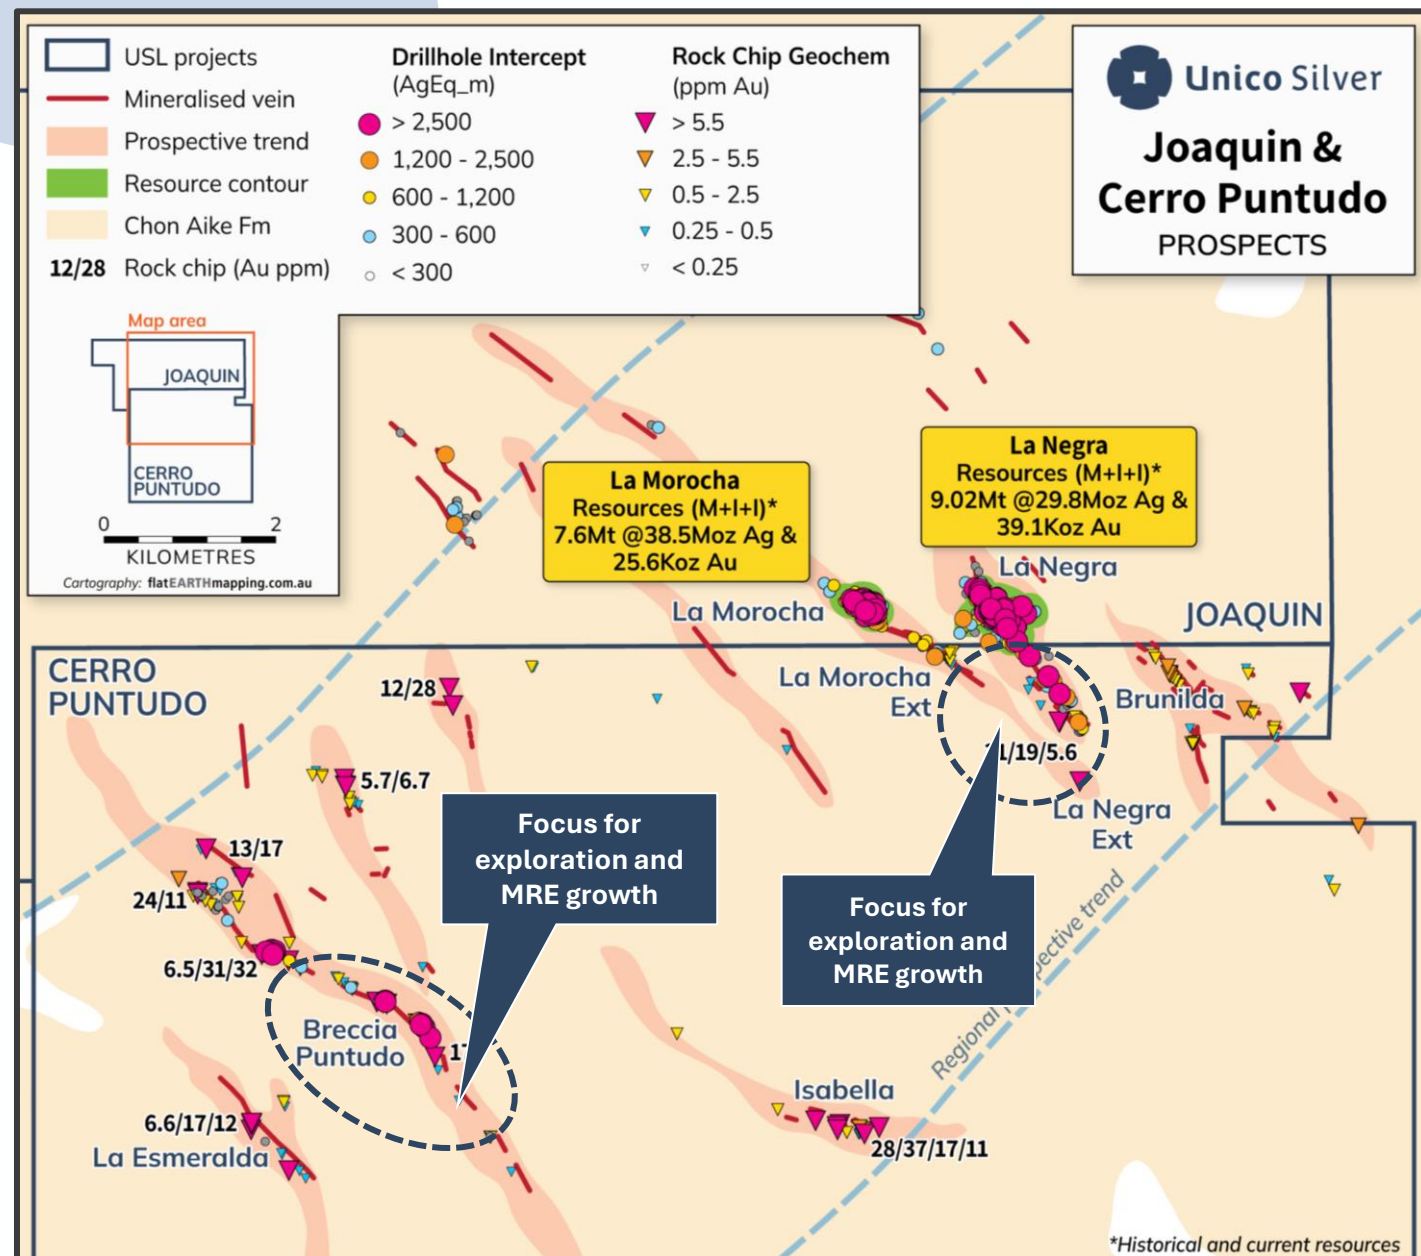 USL projects
Mineralised vein
Prospective trend
Resource contour
Chon Aike Fm
12/28 Rock chip (Au ppm)
Drillhole Intercept
(AgEq_m)
> 2,500
1,200 - 2,500
600 - 1,200
300 - 600
< 300
Rock Chip Geochem
(ppm Au)
> 5.5
2.5 - 5.5
0.5 - 2.5
0.25 - 0.5
< 0.25
Unico Silver
Joaquin &
Cerro Puntudo
PROSPECTS
Map area
JOAQUIN
CERRO
PUNTUDO
0 2
KILOMETRES
Cartography: flatEARTHmapping.com.au
La Morocha
Resources (M+I+I)*
7.6Mt @38.5Moz Ag &
25.6Koz Au
La Negra
Resources (M+I+I)*
9.02Mt @29.8Moz Ag &
39.1Koz Au
La Negra
La Morocha
JOAQUIN
CERRO
PUNTUDO
12/28
La Morocha
Ext
Brunilda
/19/5.6
5.7/6.7
La Negra
Ext
Focus for
exploration and
MRE growth
13/17
24/11
Focus for
exploration and
MRE growth
6.5/31/32
Regional
pective trend
Breccia
Puntudo
Isabella
6.6/17/12
La Esmeralda
28/37/17/11
*Historical and current resources